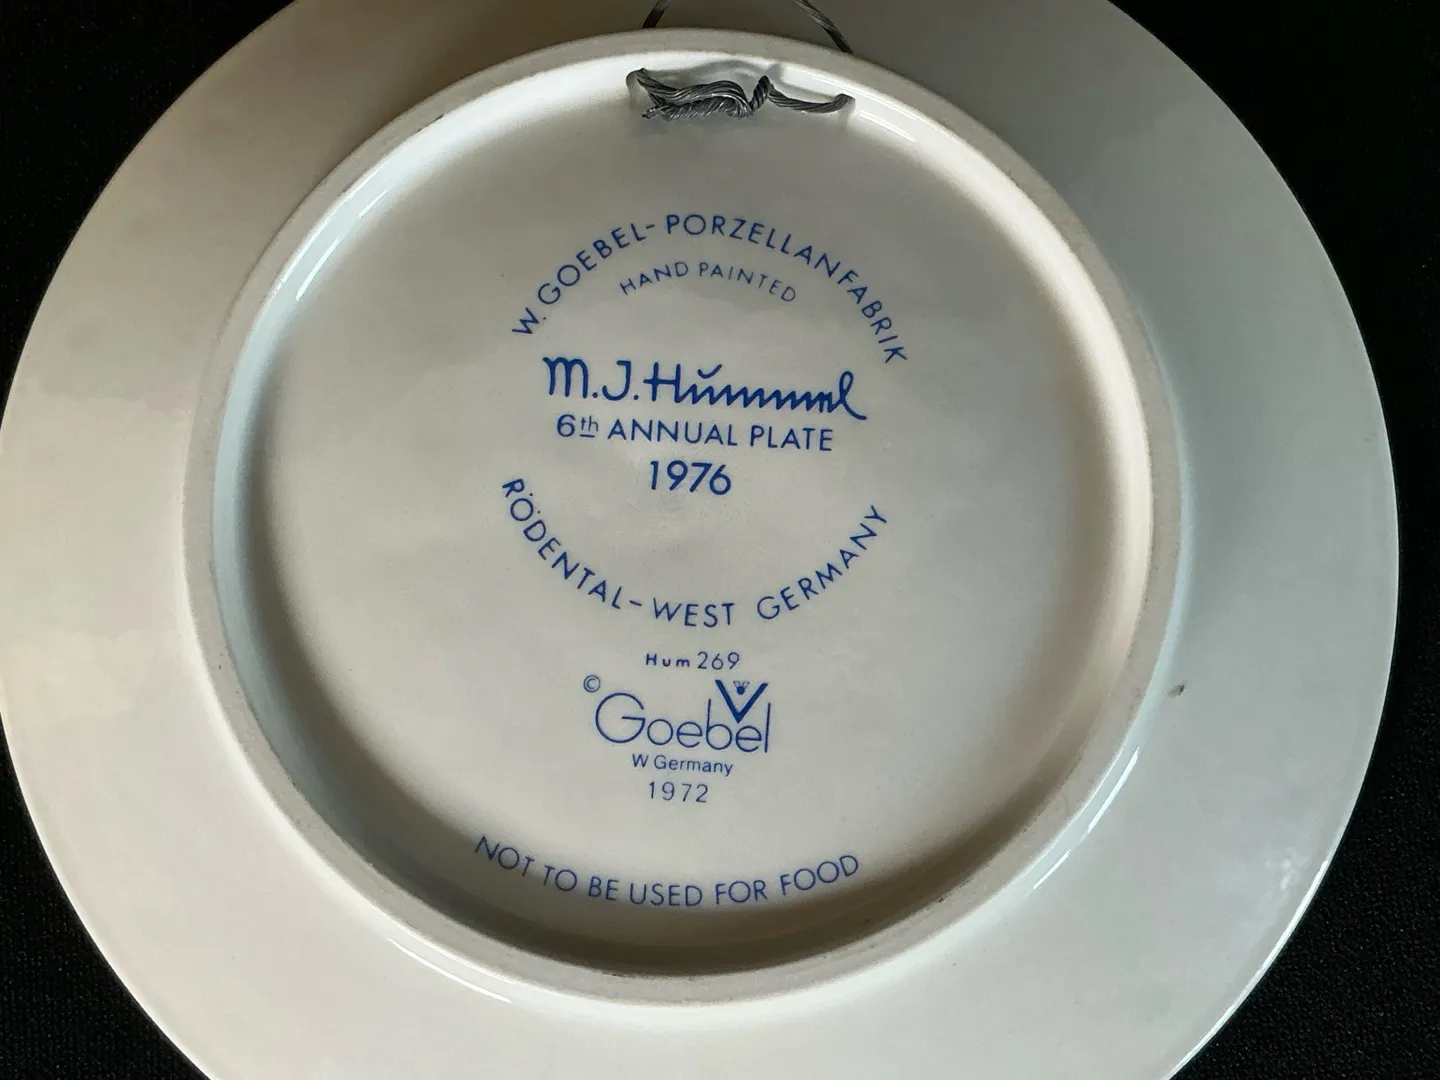 W. GOEBEL-PORZELLANFABRIK
HAND PAINTED
M.J. Hŭmmel
6th ANNUAL PLATE
1976
RÖDENTAL-WEST GERMANY
Hum 269
© Goebel
W Germany
1972
NOT TO BE USED FOR FOOD